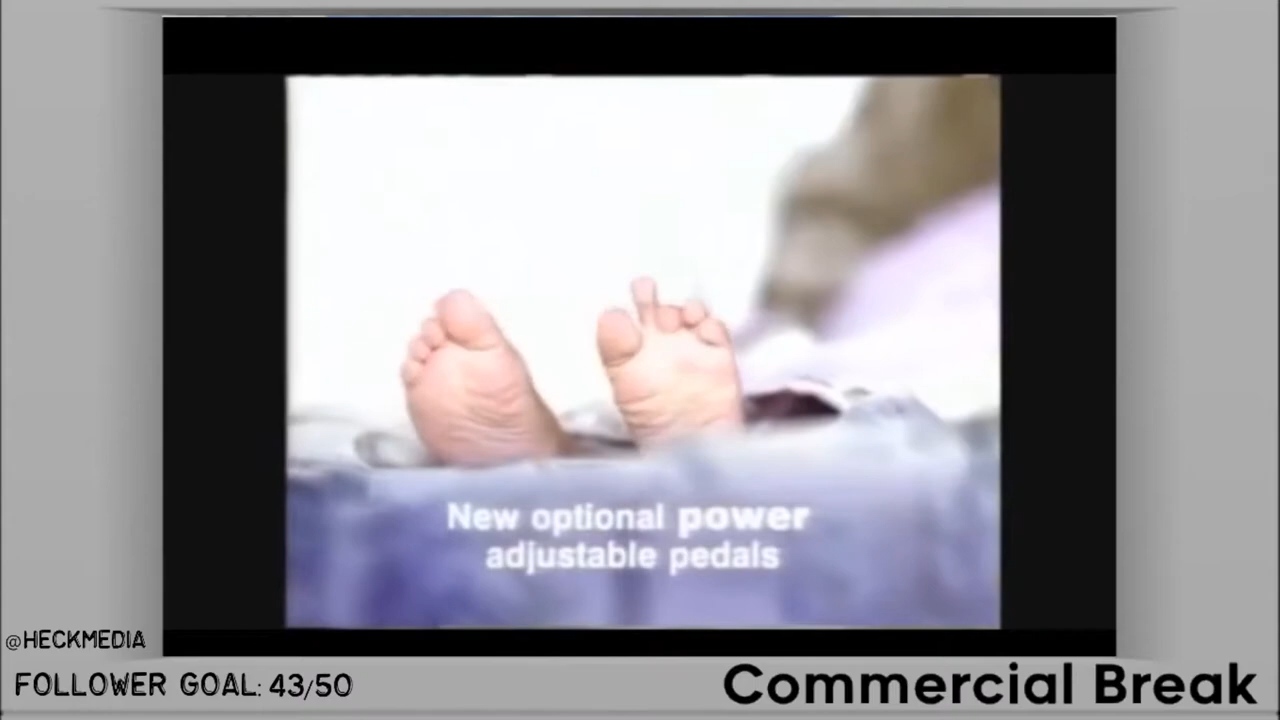 New optional power
adjustable pedals
@HECKMEDIA
FOLLOWER GOAL: 43/50
Commercial Break